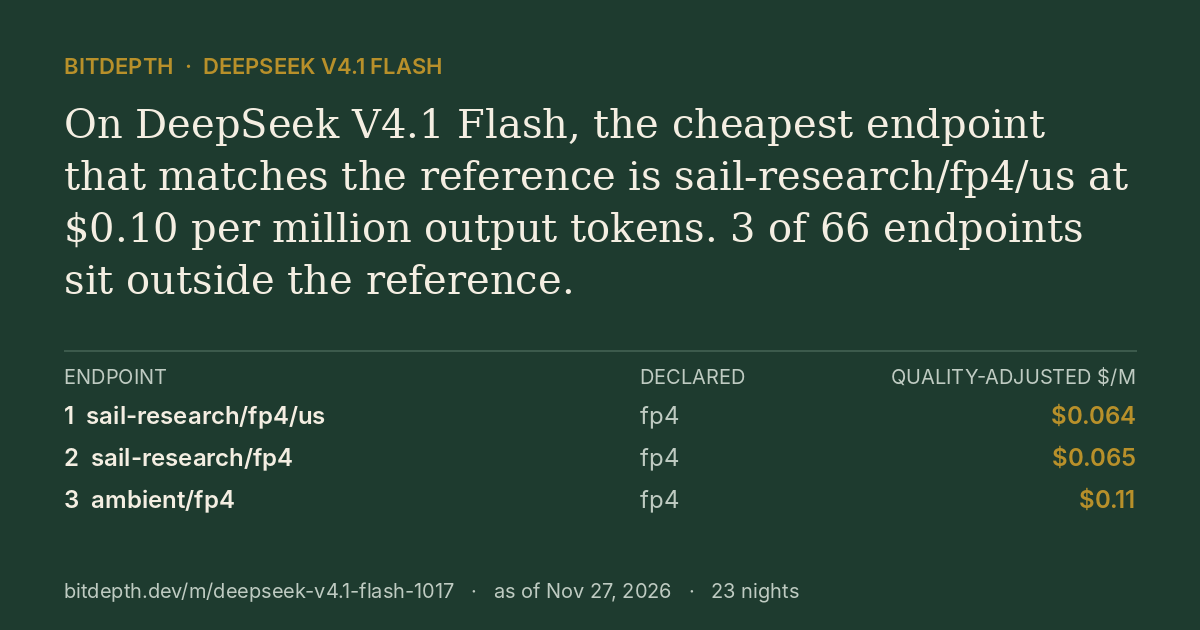 BITDEPTH · DEEPSEEK V4.1 FLASH
On DeepSeek V4.1 Flash, the cheapest endpoint
that matches the reference is sail-research/fp4/us at
$0.10 per million output tokens. 3 of 66 endpoints
sit outside the reference.
ENDPOINT DECLARED QUALITY-ADJUSTED $/M
1 sail-research/fp4/us fp4 $0.064
2 sail-research/fp4 fp4 $0.065
3 ambient/fp4 fp4 $0.11
bitdepth.dev/m/deepseek-v4.1-flash-1017 · as of Nov 27, 2026 · 23 nights